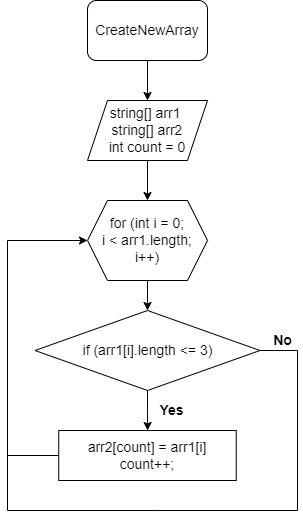 CreateNewArray
string[] arr1
string[] arr2
int count = 0
for (int i = 0;
i < arr1.length;
i++)
if (arr1[i].length <= 3)
No
Yes
arr2[count] = arr1[i]
count++;